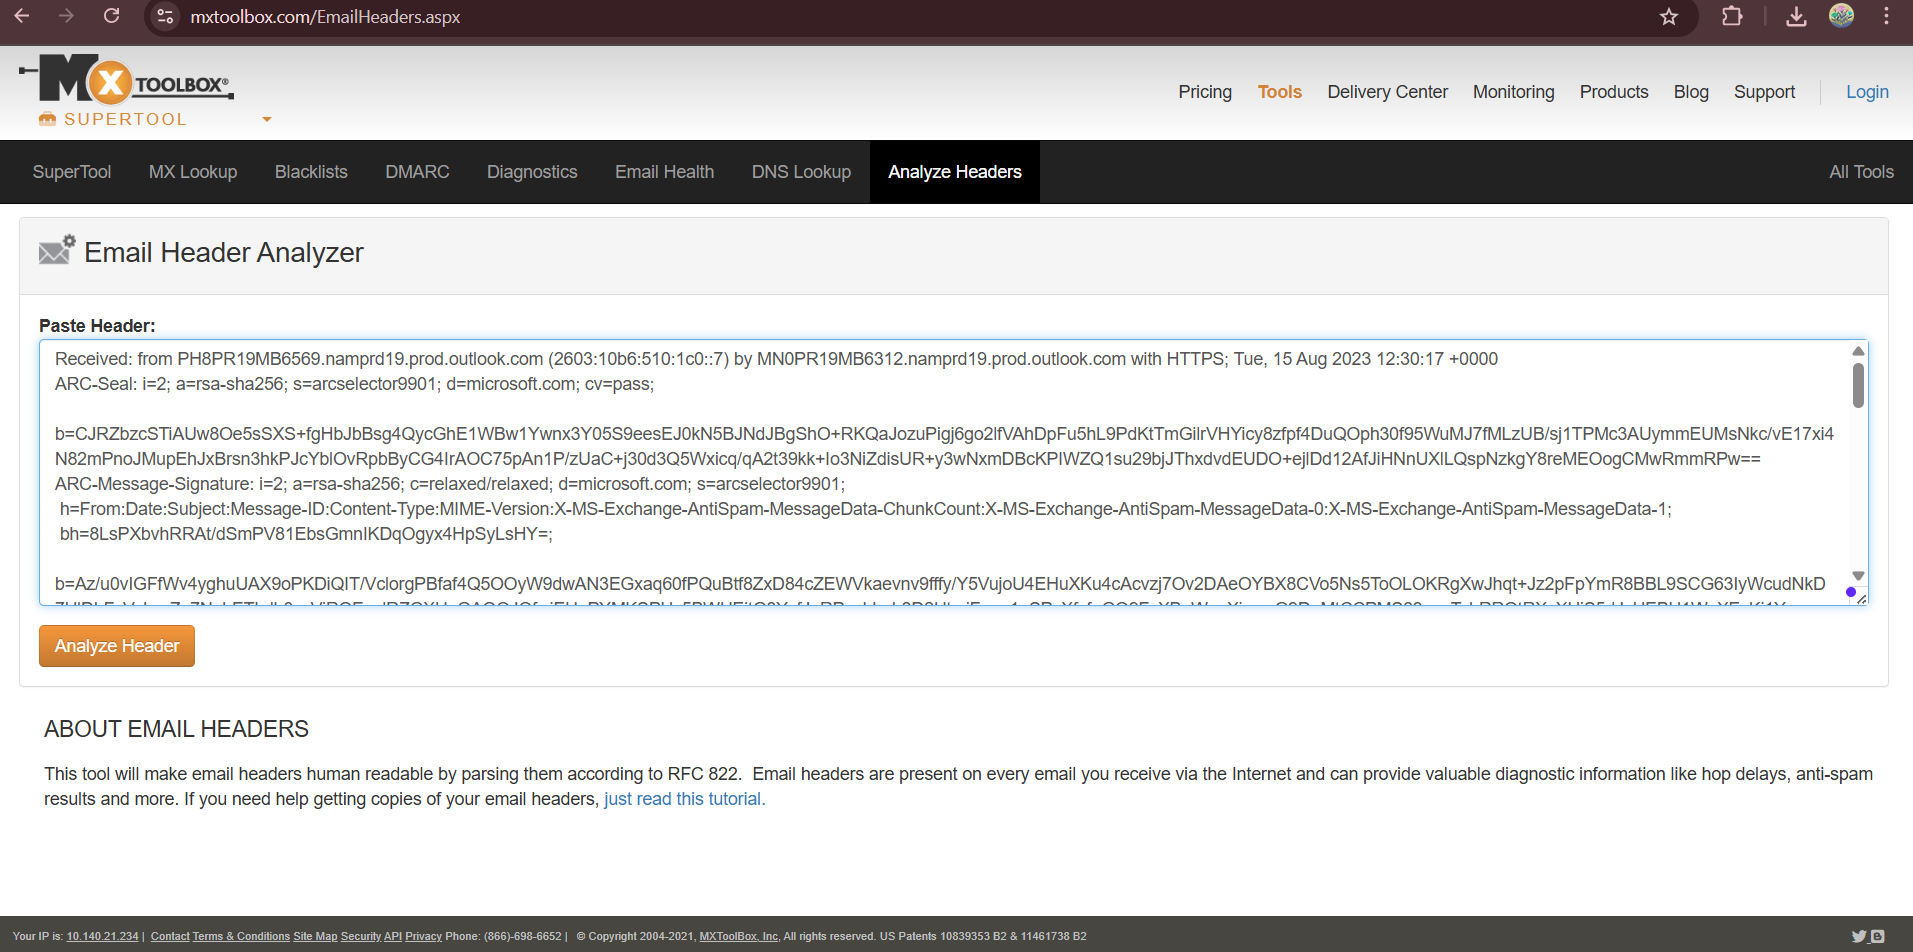 mxtoolbox.com/EmailHeaders.aspx
MX TOOLBOX®
SUPERTOOL
Pricing Tools Delivery Center Monitoring Products Blog Support Login
SuperTool MX Lookup Blacklists DMARC Diagnostics Email Health DNS Lookup Analyze Headers All Tools
Email Header Analyzer
Paste Header:
Received: from PH8PR19MB6569.namprd19.prod.outlook.com (2603:10b6:510:1c0::7) by MN0PR19MB6312.namprd19.prod.outlook.com with HTTPS; Tue, 15 Aug 2023 12:30:17 +0000
ARC-Seal: i=2; a=rsa-sha256; s=arcselector9901; d=microsoft.com; cv=pass;
b=CJRZbzcSTiAUw8Oe5sSXS+fgHbJbBsg4QycGhE1WBw1Ywnx3Y05S9eesEJ0kN5BJNdJBgShO+RKQaJozuPigj6go2lfVAhDpFu5hL9PdKtTmGilrVHYicy8zfpf4DuQOph30f95WuMJ7fMLzUB/sj1TPMc3AUymmEUMsNkc/vE17xi4
N82mPnoJMupEhJxBrsn3hkPJcYblOvRpbByCG4IrAOC75pAn1P/zUaC+j30d3Q5Wxicq/qA2t39kk+Io3NiZdisUR+y3wNxmDBcKPIWZQ1su29bjJThxdvdEUDO+ejlDd12AfJiHNnUXILQspNzkgY8reMEOogCMwRmmRPw==
ARC-Message-Signature: i=2; a=rsa-sha256; c=relaxed/relaxed; d=microsoft.com; s=arcselector9901;
h=From:Date:Subject:Message-ID:Content-Type:MIME-Version:X-MS-Exchange-AntiSpam-MessageData-ChunkCount:X-MS-Exchange-AntiSpam-MessageData-0:X-MS-Exchange-AntiSpam-MessageData-1;
bh=8LsPXbvhRRAt/dSmPV81EbsGmnIKDqOgyx4HpSyLsHY=;
b=Az/u0vIGFfWv4yghuUAX9oPKDiQIT/VclorgPBfaf4Q5OOyW9dwAN3EGxaq60fPQuBtf8ZxD84cZEWVkaevnv9fffy/Y5VujoU4EHuXKu4cAcvzj7Ov2DAeOYBX8CVo5Ns5ToOLOKRgXwJhqt+Jz2pFpYmR8BBL9SCG63IyWcudNkD
Analyze Header
ABOUT EMAIL HEADERS
This tool will make email headers human readable by parsing them according to RFC 822. Email headers are present on every email you receive via the Internet and can provide valuable diagnostic information like hop delays, anti-spam
results and more. If you need help getting copies of your email headers, just read this tutorial.
Your IP is: 10.140.21.234 | Contact Terms & Conditions Site Map Security API Privacy Phone: (866)-698-6652 | © Copyright 2004-2021, MXToolBox, Inc, All rights reserved. US Patents 10839353 B2 & 11461738 B2